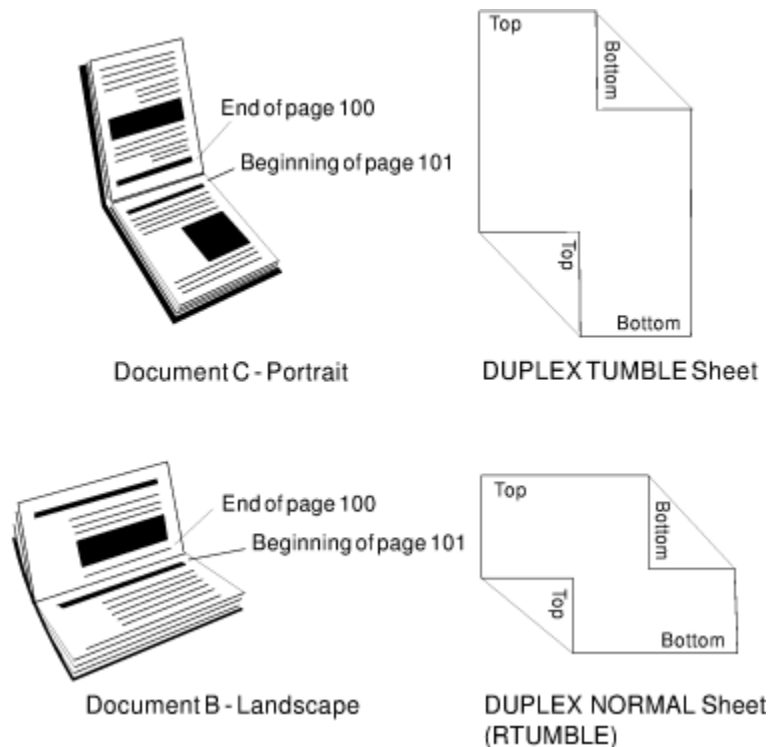 Top
Bottom
End of page 100
Beginning of page 101
Top
Bottom
Document C - Portrait
DUPLEX TUMBLE Sheet
Top
Bottom
End of page 100
Beginning of page 101
Top
Bottom
Document B - Landscape
DUPLEX NORMAL Sheet
(RTUMBLE)